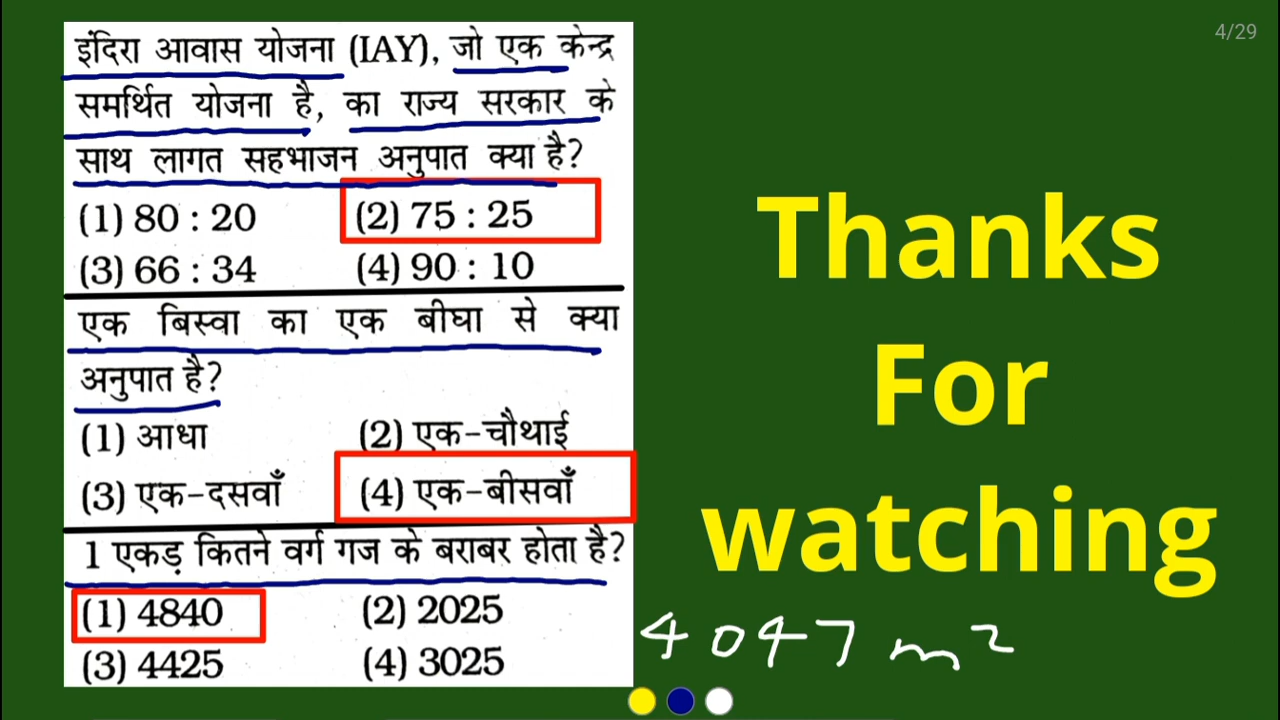 इंदिरा आवास योजना (IAY), जो एक केन्द्र
समर्थित योजना है, का राज्य सरकार के
साथ लागत सहभाजन अनुपात क्या है?
(1) 80 : 20 (2) 75 : 25
(3) 66 : 34 (4) 90 : 10
एक बिस्वा का एक बीघा से क्या
अनुपात है?
(1) आधा (2) एक-चौथाई
(3) एक-दसवाँ (4) एक-बीसवाँ
1 एकड़ कितने वर्ग गज के बराबर होता है?
(1) 4840 (2) 2025
(3) 4425 (4) 3025
4/29
Thanks
For
watching
4047 m2